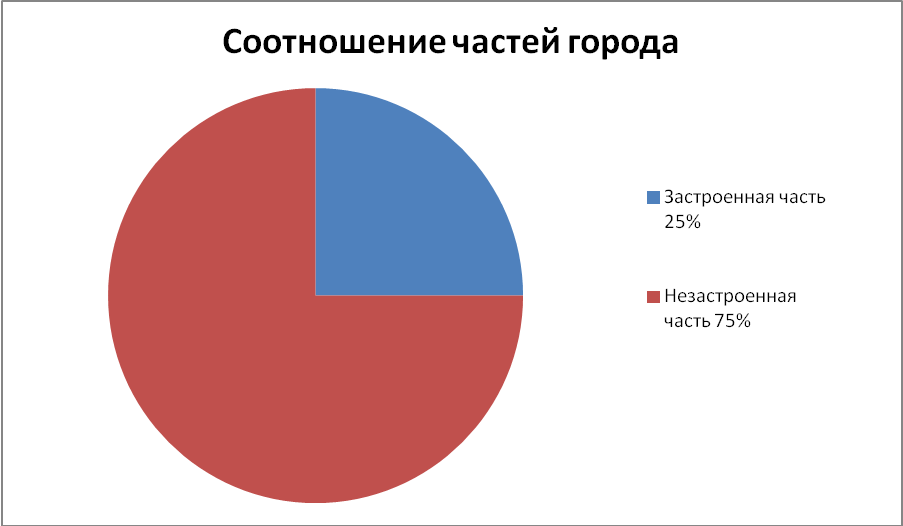 Соотношение частей города
Застроенная часть
25%
Незастроенная
часть 75%